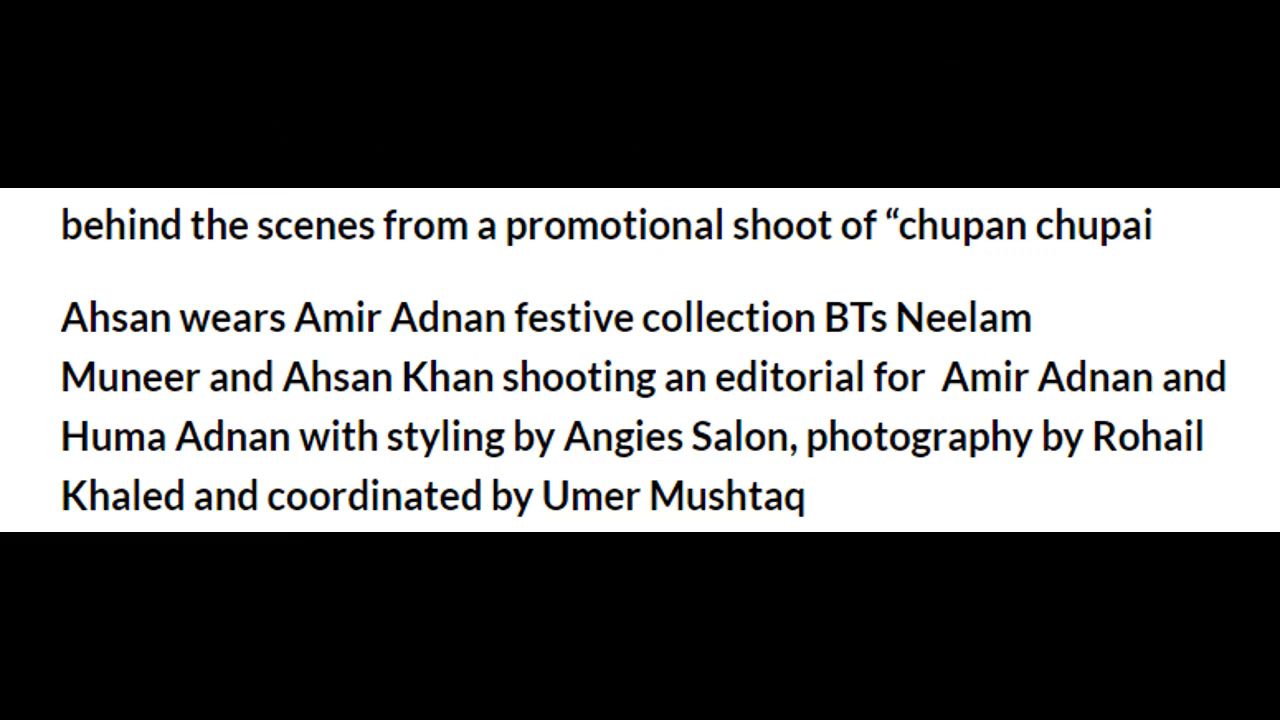 behind the scenes from a promotional shoot of “chupan chupai
Ahsan wears Amir Adnan festive collection BTs Neelam
Muneer and Ahsan Khan shooting an editorial for  Amir Adnan and
Huma Adnan with styling by Angies Salon, photography by Rohail
Khaled and coordinated by Umer Mushtaq